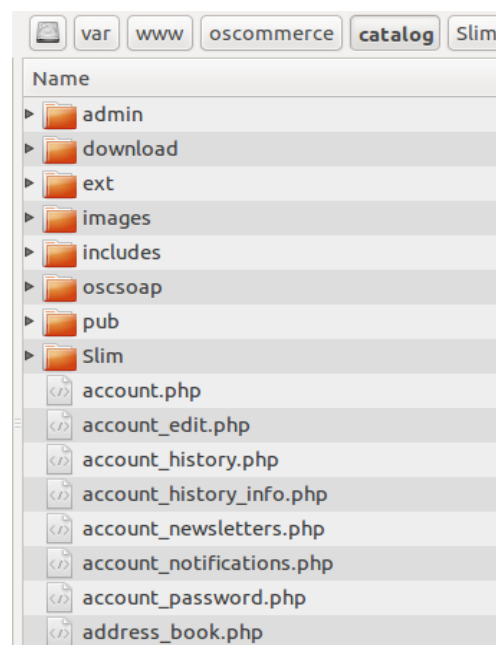 var www oscommerce catalog Slim
Name
admin
download
ext
images
includes
oscsoap
pub
Slim
account.php
account_edit.php
account_history.php
account_history_info.php
account_newsletters.php
account_notifications.php
account_password.php
address_book.php